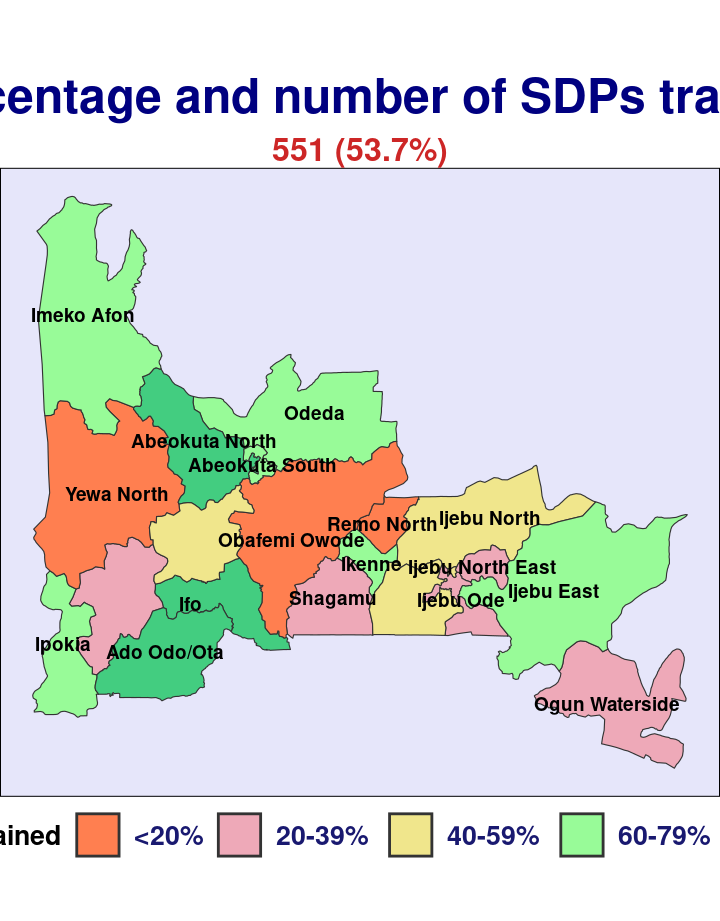 centage and number of SDPs tra
551 (53.7%)
Imeko Afon
Odeda
Abeokuta North
Abeokuta South
Yewa North
Ijebu North
Remo North
Obafemi Owode
Ikenne
Ijebu North East
Ijebu East
Shagamu
Ijebu Ode
Ifo
Ipokia
Ado Odo/Ota
Ogun Waterside
ained <20% 20-39% 40-59% 60-79%